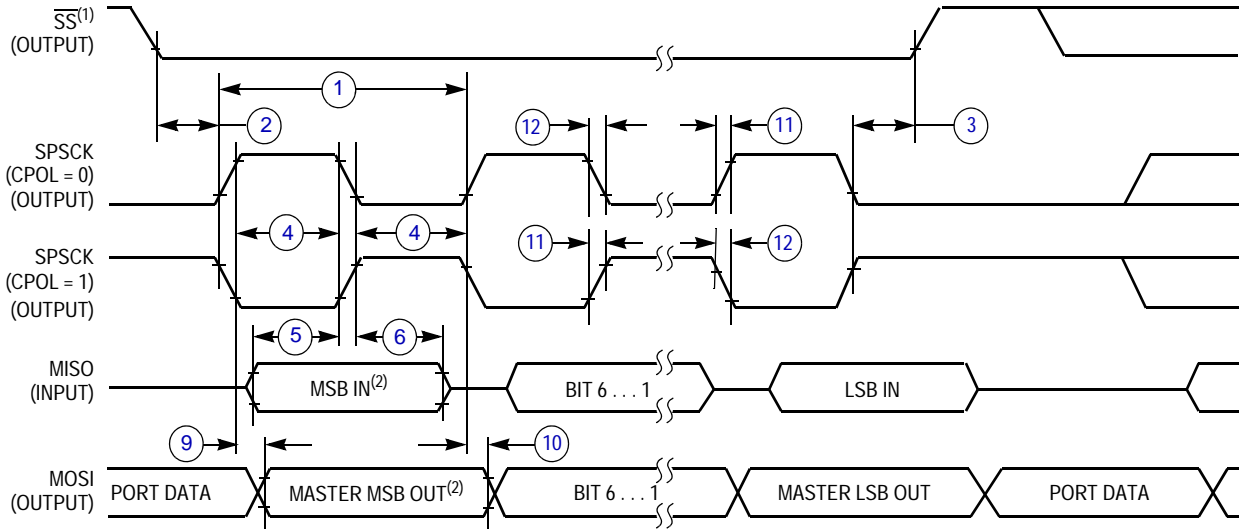 SS(1)
(OUTPUT)
1
2
12
11
3
SPSCK
(CPOL = 0)
(OUTPUT)
4
4
SPSCK
(CPOL = 1)
(OUTPUT)
11
12
5
6
MISO
(INPUT)
MSB IN(2)
BIT 6 . . . 1
LSB IN
9
10
MOSI
(OUTPUT)
PORT DATA
MASTER MSB OUT(2)
BIT 6 . . . 1
MASTER LSB OUT
PORT DATA